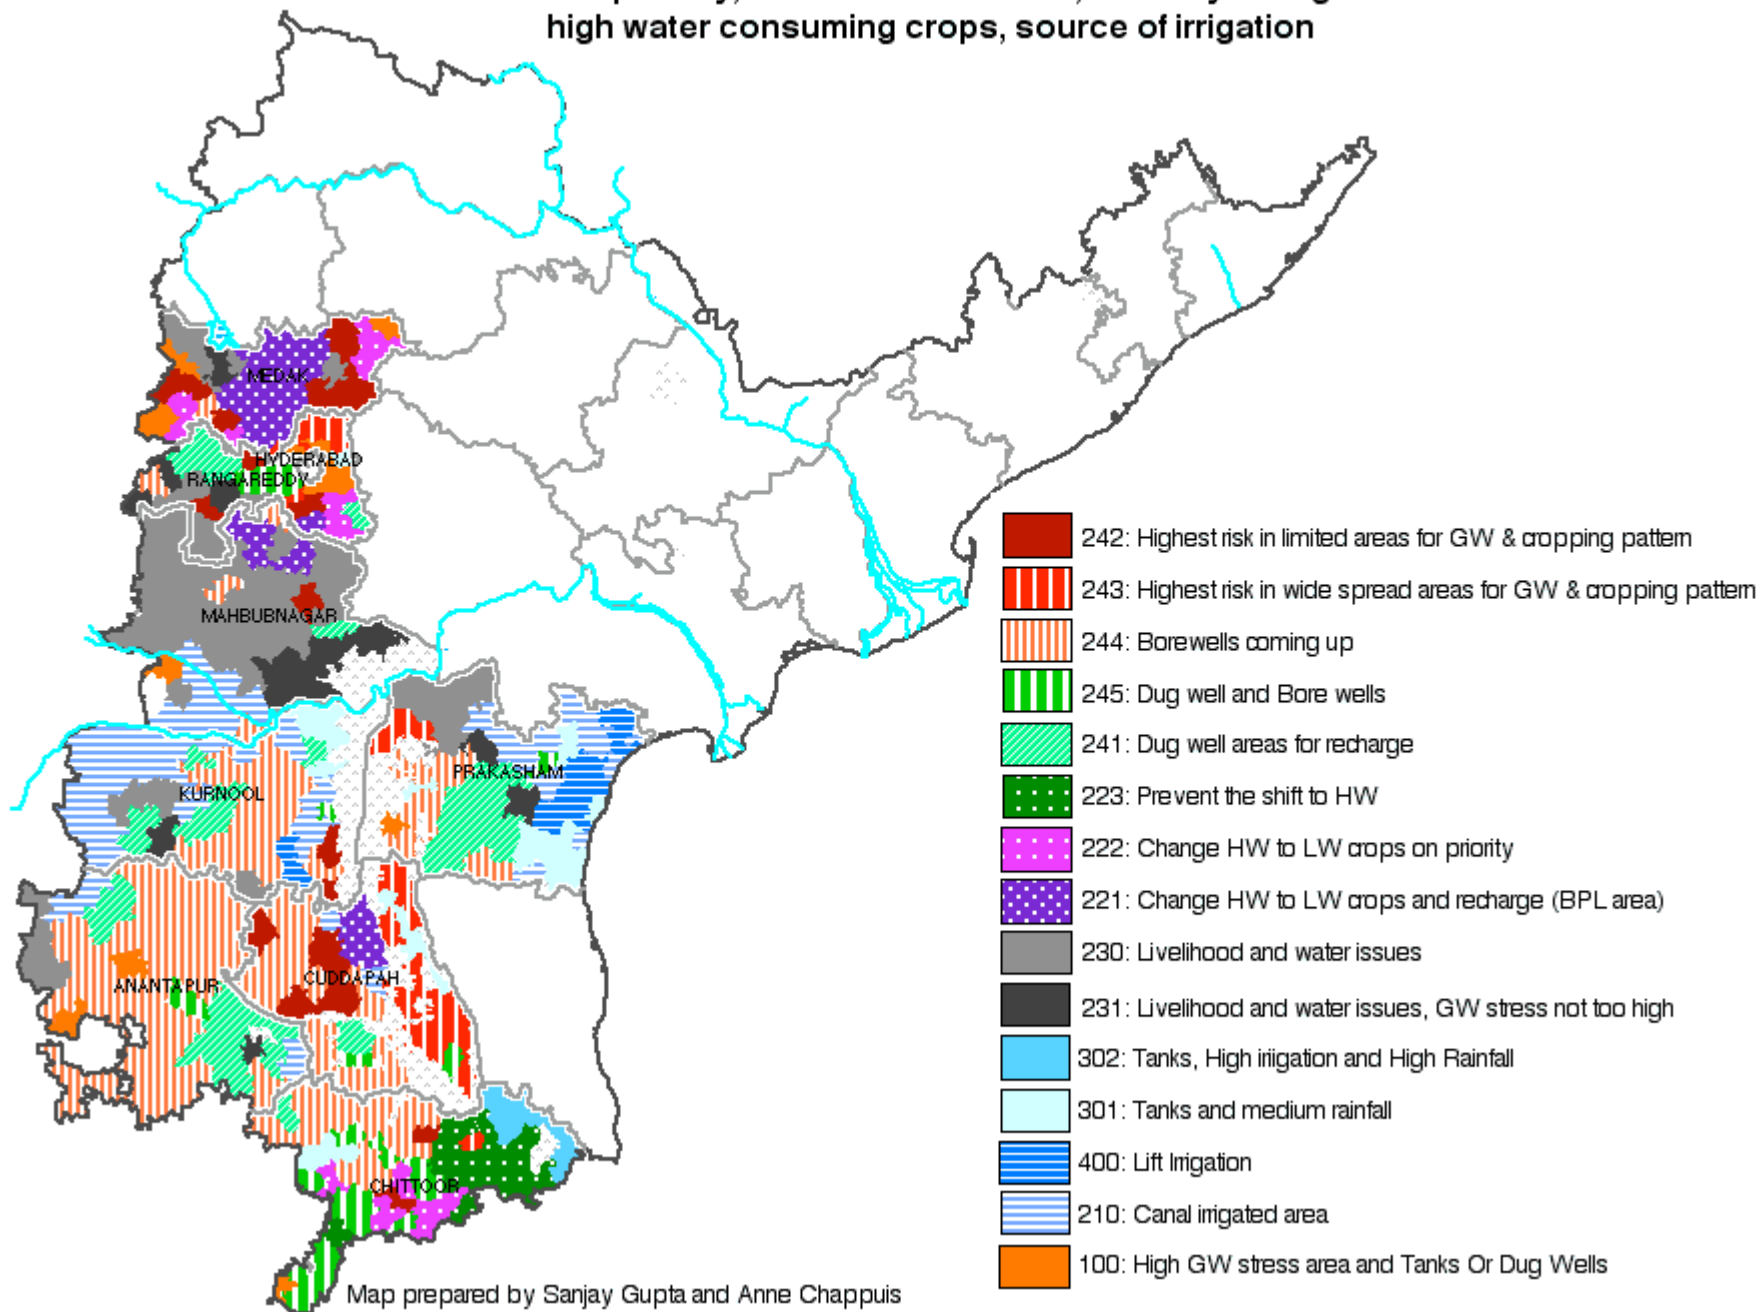 high water consuming crops, source of irrigation
MEDAK
HYDERABAD
RANGAREDDY
MAHBUBNAGAR
PRAKASHAM
KURNOOL
CUDDAPAH
ANANTAPUR
CHITTOOR
242: Highest risk in limited areas for GW & cropping pattern
243: Highest risk in wide spread areas for GW & cropping pattern
244: Borewells coming up
245: Dug well and Bore wells
241: Dug well areas for recharge
223: Prevent the shift to HW
222: Change HW to LW crops on priority
221: Change HW to LW crops and recharge (BPL area)
230: Livelihood and water issues
231: Livelihood and water issues, GW stress not too high
302: Tanks, High irrigation and High Rainfall
301: Tanks and medium rainfall
400: Lift Irrigation
210: Canal irrigated area
100: High GW stress area and Tanks Or Dug Wells
Map prepared by Sanjay Gupta and Anne Chappuis